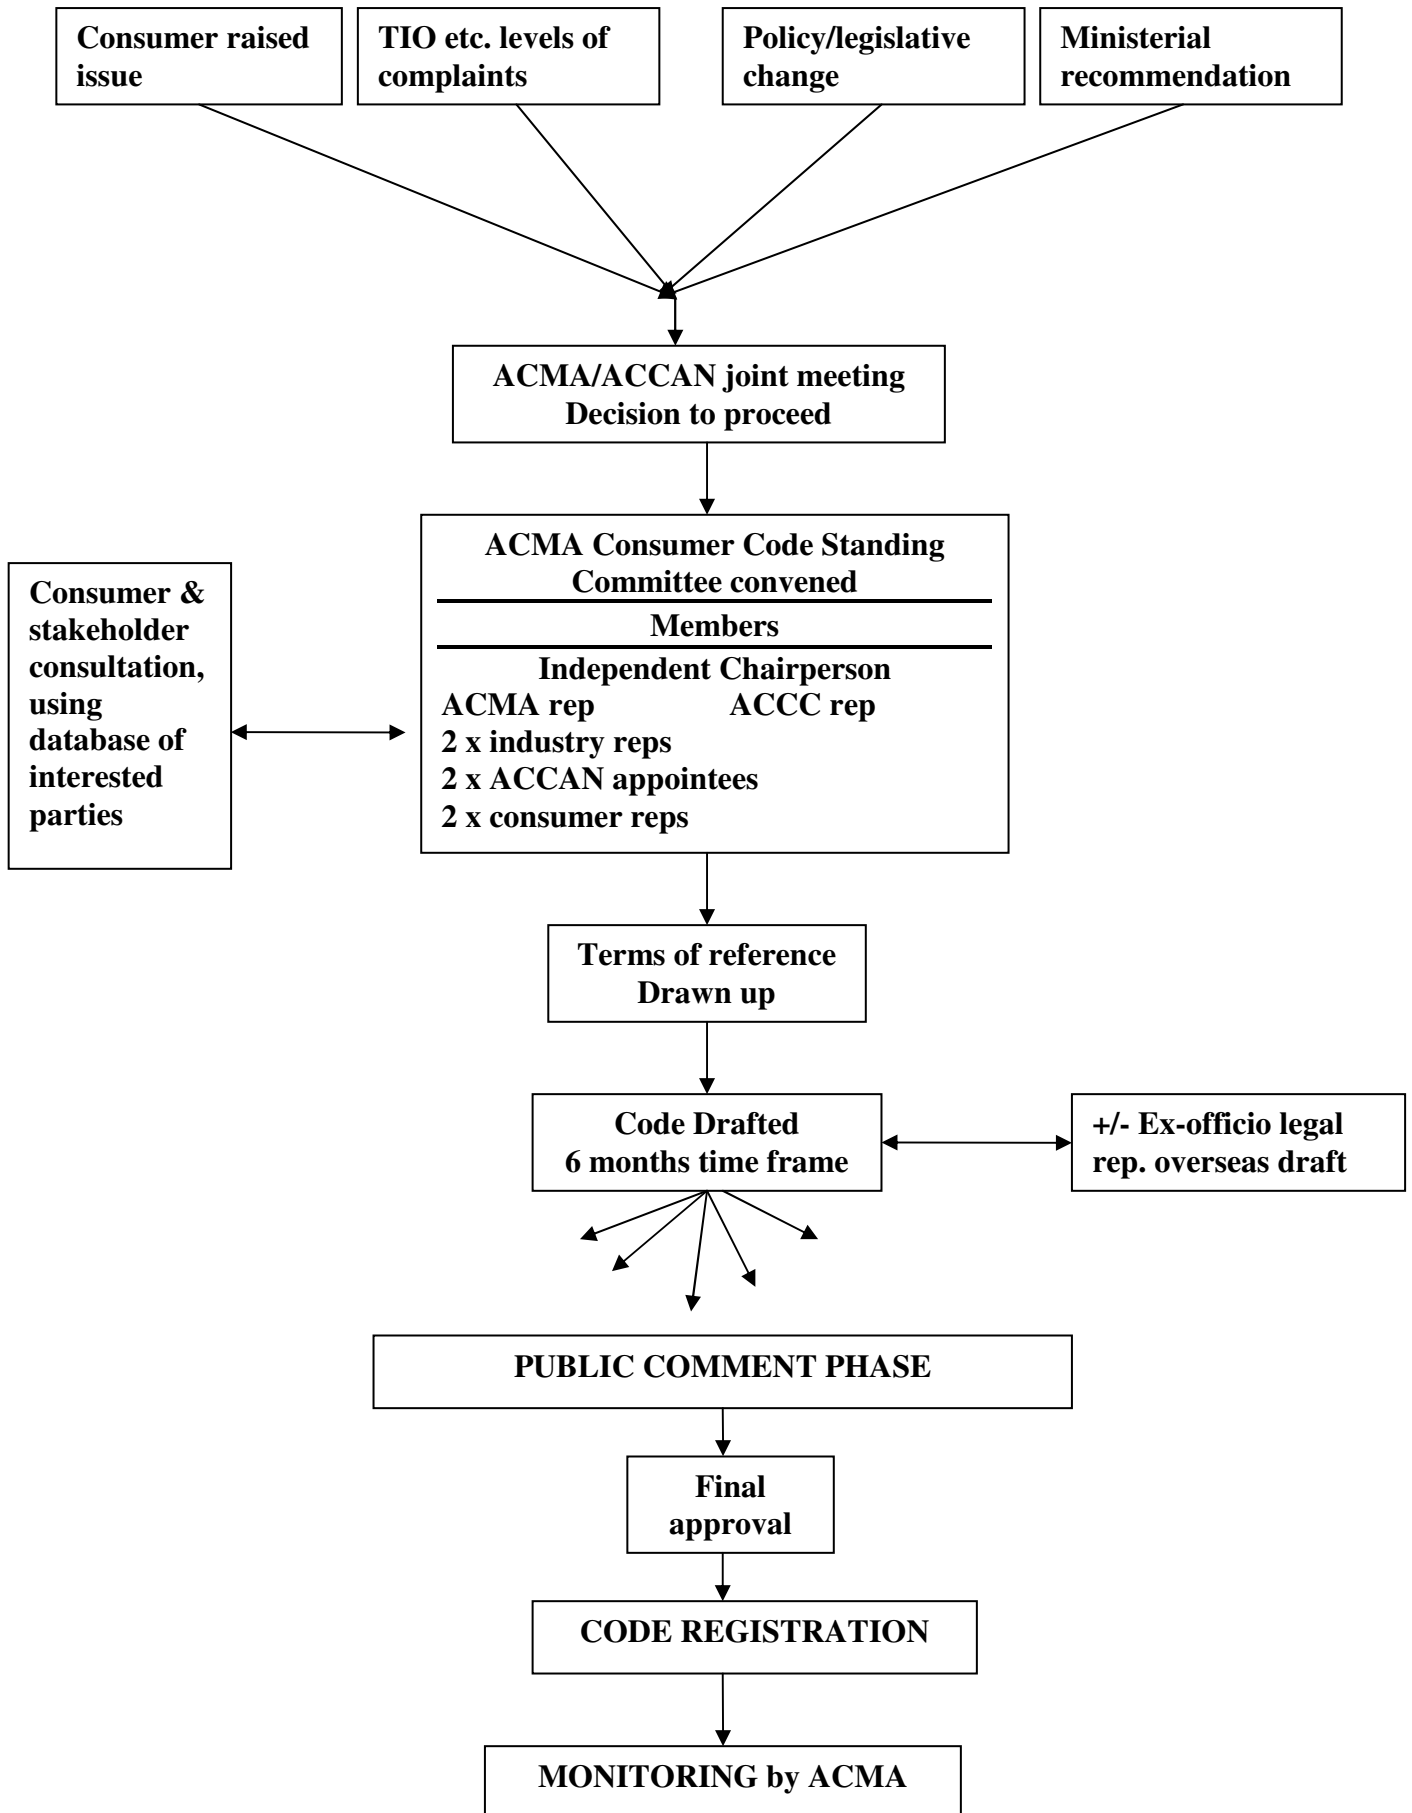 Consumer raised
issue
TIO etc. levels of
complaints
Policy/legislative
change
Ministerial
recommendation
ACMA/ACCAN joint meeting
Decision to proceed
ACMA Consumer Code Standing
Committee convened
Members
Independent Chairperson
ACMA rep ACCC rep
2 x industry reps
2 x ACCAN appointees
2 x consumer reps
Consumer &
stakeholder
consultation,
using
database of
interested
parties
Terms of reference
Drawn up
Code Drafted
6 months time frame
+/- Ex-officio legal
rep. overseas draft
PUBLIC COMMENT PHASE
Final
approval
CODE REGISTRATION
MONITORING by ACMA